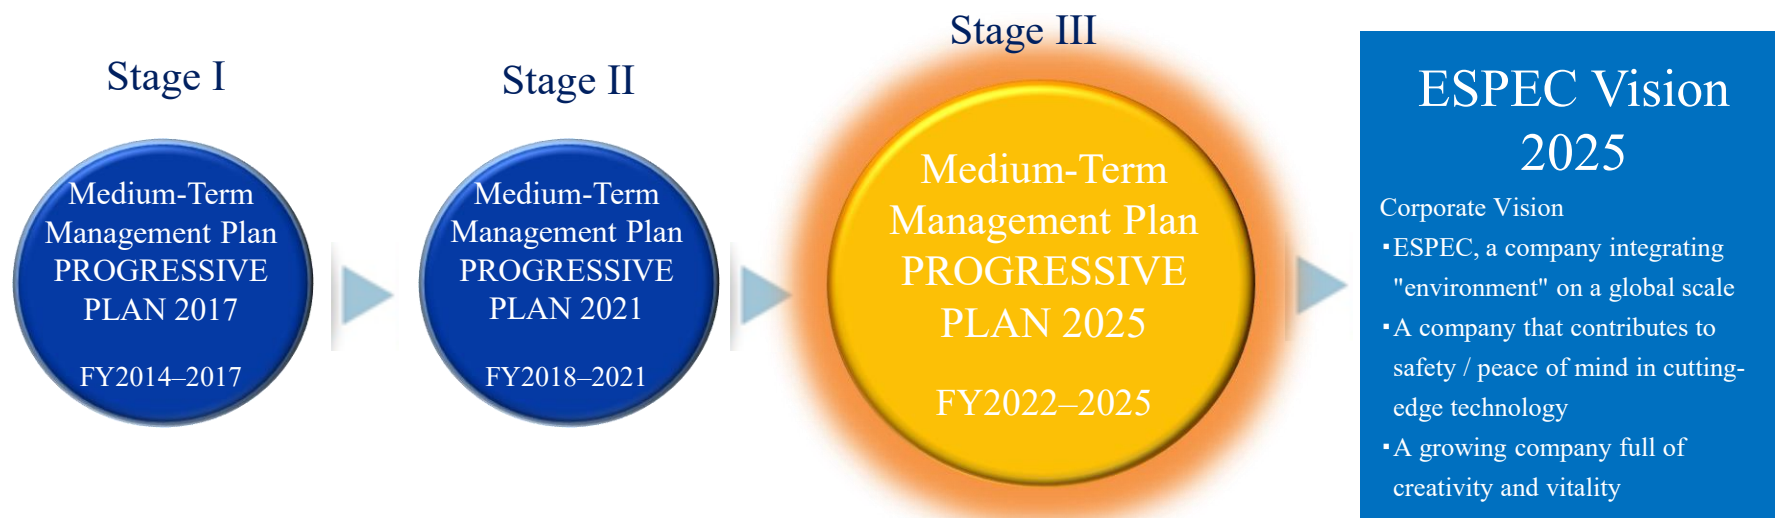 Stage I
Medium-Term
Management Plan
PROGRESSIVE
PLAN 2017
FY2014–2017
Stage II
Medium-Term
Management Plan
PROGRESSIVE
PLAN 2021
FY2018–2021
Stage III
Medium-Term
Management Plan
PROGRESSIVE
PLAN 2025
FY2022–2025
ESPEC Vision
2025
Corporate Vision
▪ESPEC, a company integrating
"environment" on a global scale
▪A company that contributes to
safety / peace of mind in cutting-
edge technology
▪A growing company full of
creativity and vitality